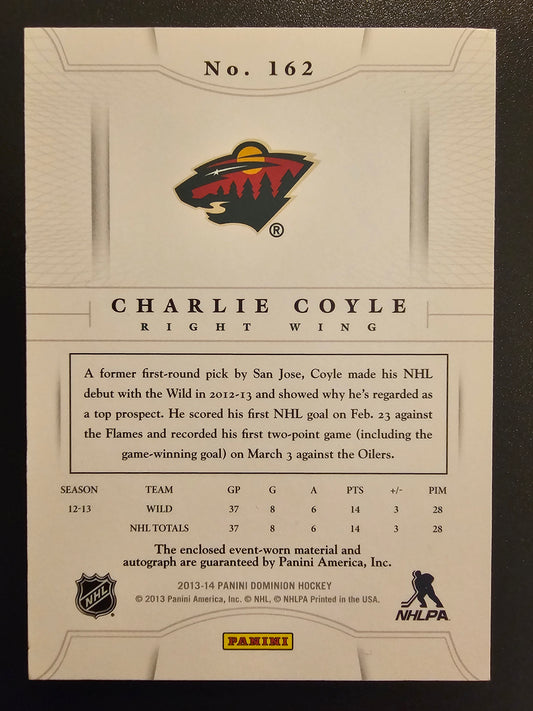 No. 162
®
CHARLIE COYLE
RIGHT WING
A former first-round pick by San Jose, Coyle made his NHL
debut with the Wild in 2012-13 and showed why he's regarded as
a top prospect. He scored his first NHL goal on Feb. 23 against
the Flames and recorded his first two-point game (including the
game-winning goal) on March 3 against the Oilers.
SEASON TEAM GP G A PTS +/- PIM
12-13 WILD 37 8 6 14 3 28
NHL TOTALS 37 8 6 14 3 28
The enclosed event-worn material and
autograph are guaranteed by Panini America, Inc.
2013-14 PANINI DOMINION HOCKEY
© 2013 Panini America, Inc. © NHL, © NHLPA Printed in the USA.
NHL
NHLPA
PANINI